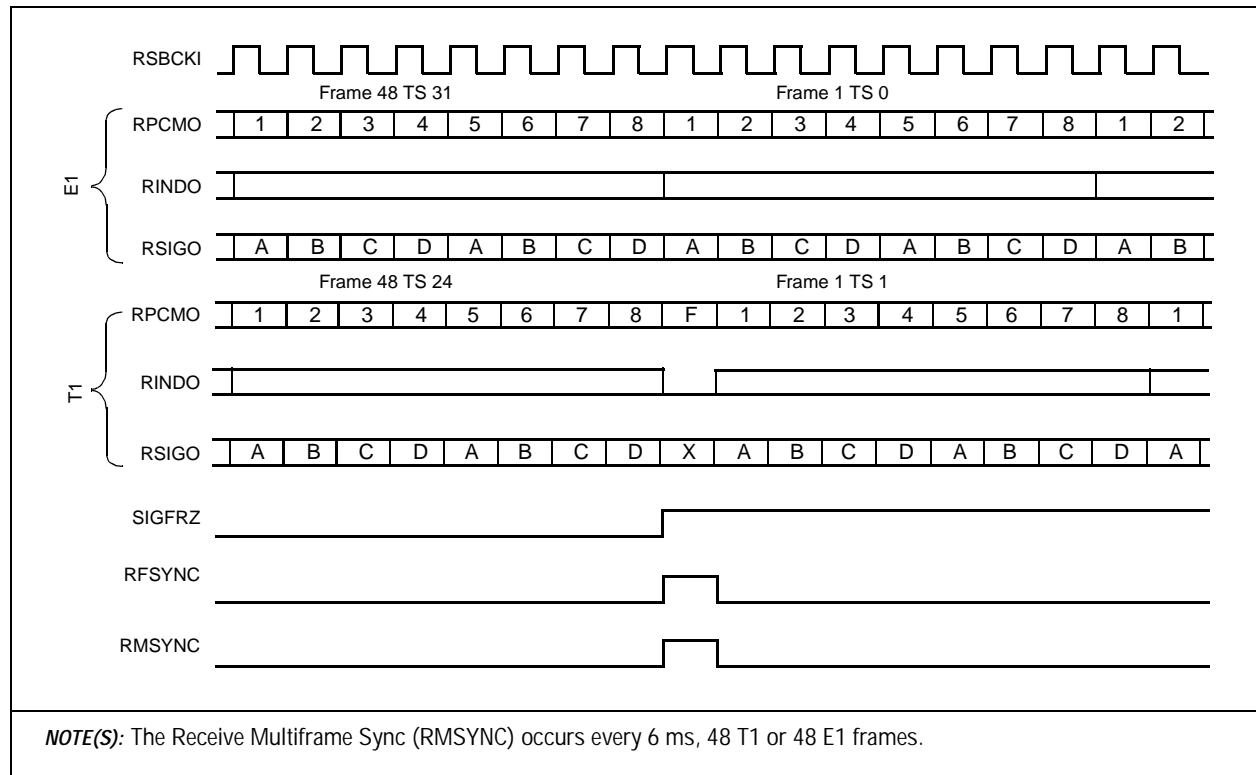 RSBCKI
Frame 48 TS 31 Frame 1 TS 0
E1
RPCMO 1 2 3 4 5 6 7 8 1 2 3 4 5 6 7 8 1 2
RINDO
RSIGO A B C D A B C D A B C D A B C D A B
Frame 48 TS 24 Frame 1 TS 1
T1
RPCMO 1 2 3 4 5 6 7 8 F 1 2 3 4 5 6 7 8 1
RINDO
RSIGO A B C D A B C D X A B C D A B C D A
SIGFRZ
RFSYNC
RMSYNC
NOTE(S): The Receive Multiframe Sync (RMSYNC) occurs every 6 ms, 48 T1 or 48 E1 frames.